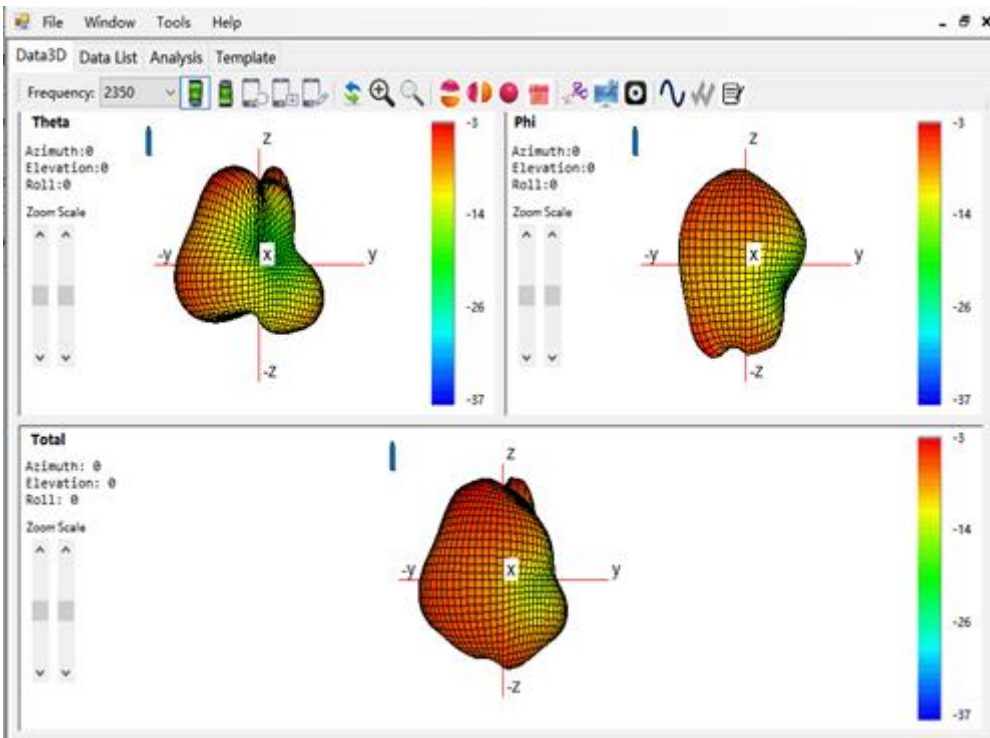 File Window Tools Help
Data3D Data List Analysis Template
Frequency: 2350
Theta
Azimuth:0
Elevation:0
Roll:0
Zoom Scale
z
-y
x
y
-z
-3
-14
-26
-37
Phi
Azimuth:0
Elevation:0
Roll:0
Zoom Scale
z
-y
x
y
-z
-3
-14
-26
-37
Total
Azimuth: 0
Elevation: 0
Roll: 0
Zoom Scale
z
-y
x
y
-z
-3
-14
-26
-37